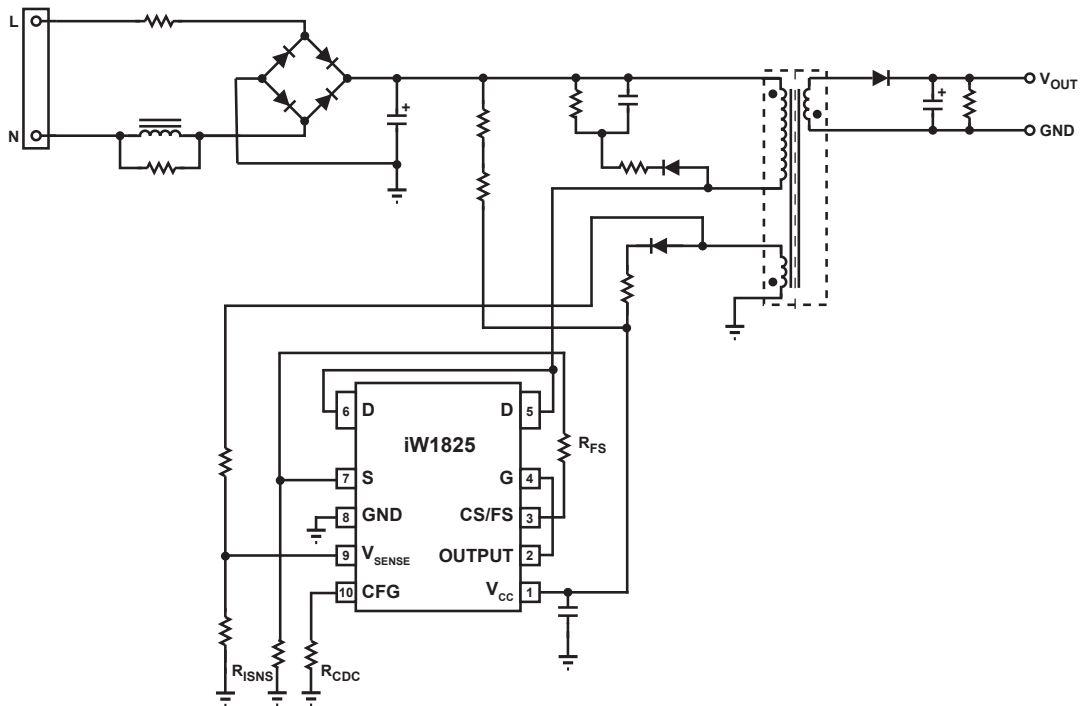 L
N
+
+
V_OUT
GND
6 D
D 5
iW1825
R_FS
7 S
G 4
8 GND
CS/FS 3
9 V_SENSE
OUTPUT 2
10 CFG
V_CC 1
R_ISNS
R_CDC